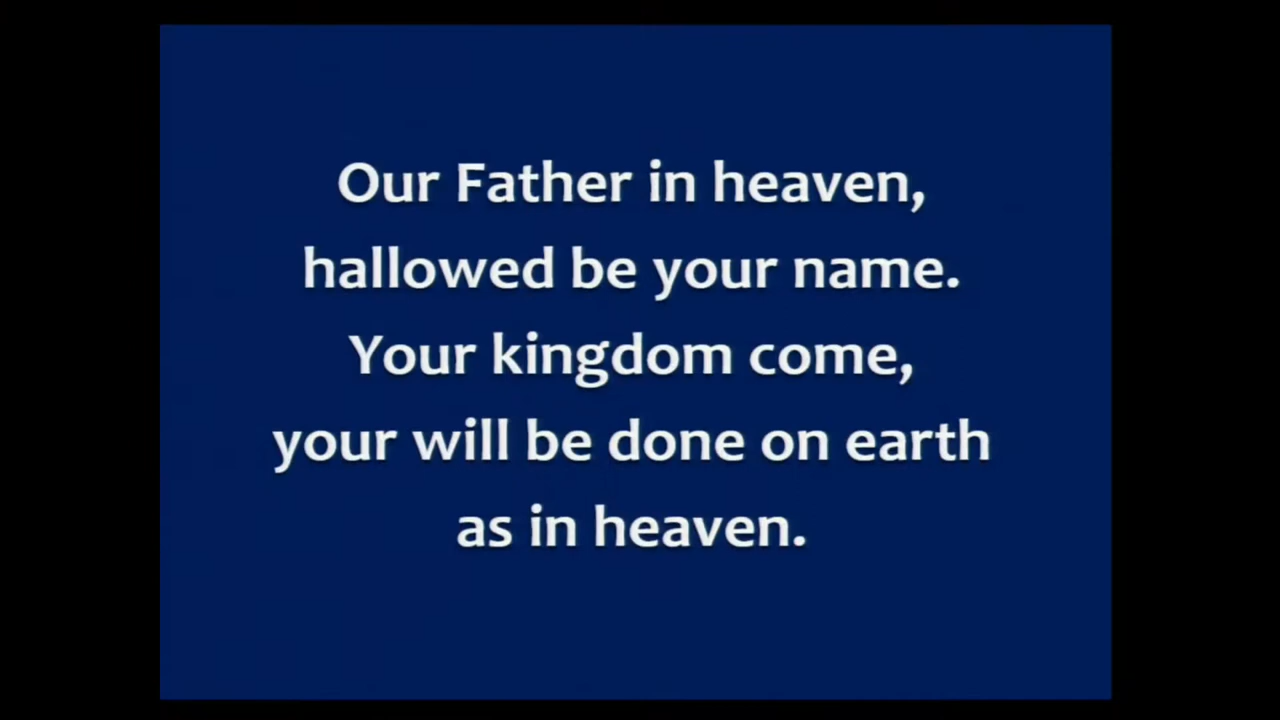 Our Father in heaven,
hallowed be your name.
Your kingdom come,
your will be done on earth
as in heaven.